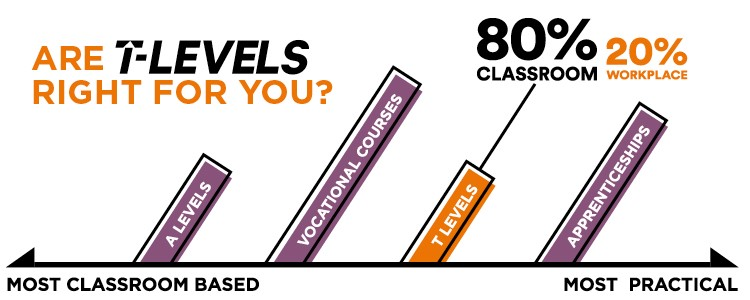 ARE T-LEVELS
RIGHT FOR YOU?
80%
CLASSROOM
20%
WORKPLACE
A LEVELS
VOCATIONAL COURSES
T LEVELS
APPRENTICESHIPS
MOST CLASSROOM BASED
MOST PRACTICAL